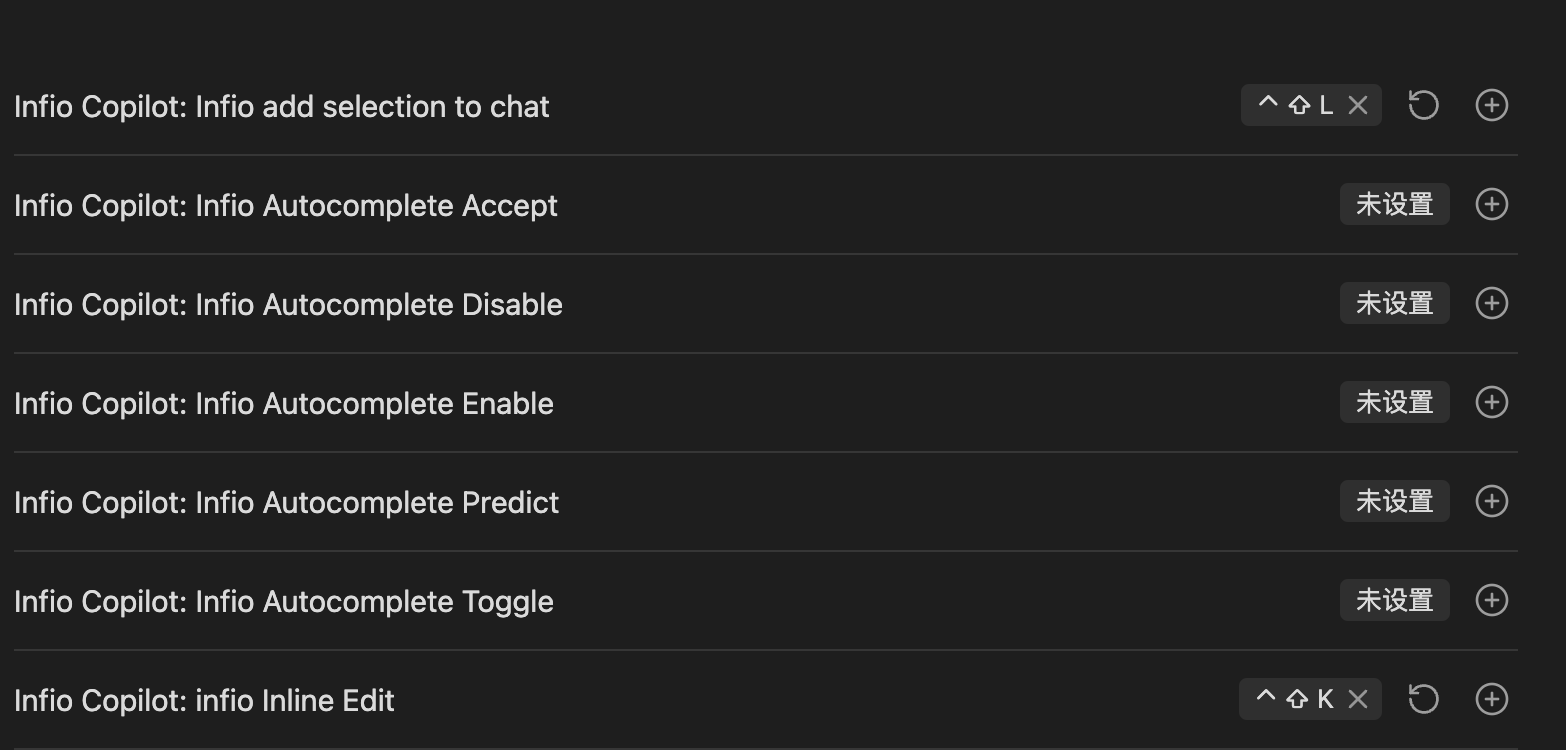 Infio Copilot: Infio add selection to chat ⌃ ⇧ L
Infio Copilot: Infio Autocomplete Accept 未设置
Infio Copilot: Infio Autocomplete Disable 未设置
Infio Copilot: Infio Autocomplete Enable 未设置
Infio Copilot: Infio Autocomplete Predict 未设置
Infio Copilot: Infio Autocomplete Toggle 未设置
Infio Copilot: infio Inline Edit ⌃ ⇧ K